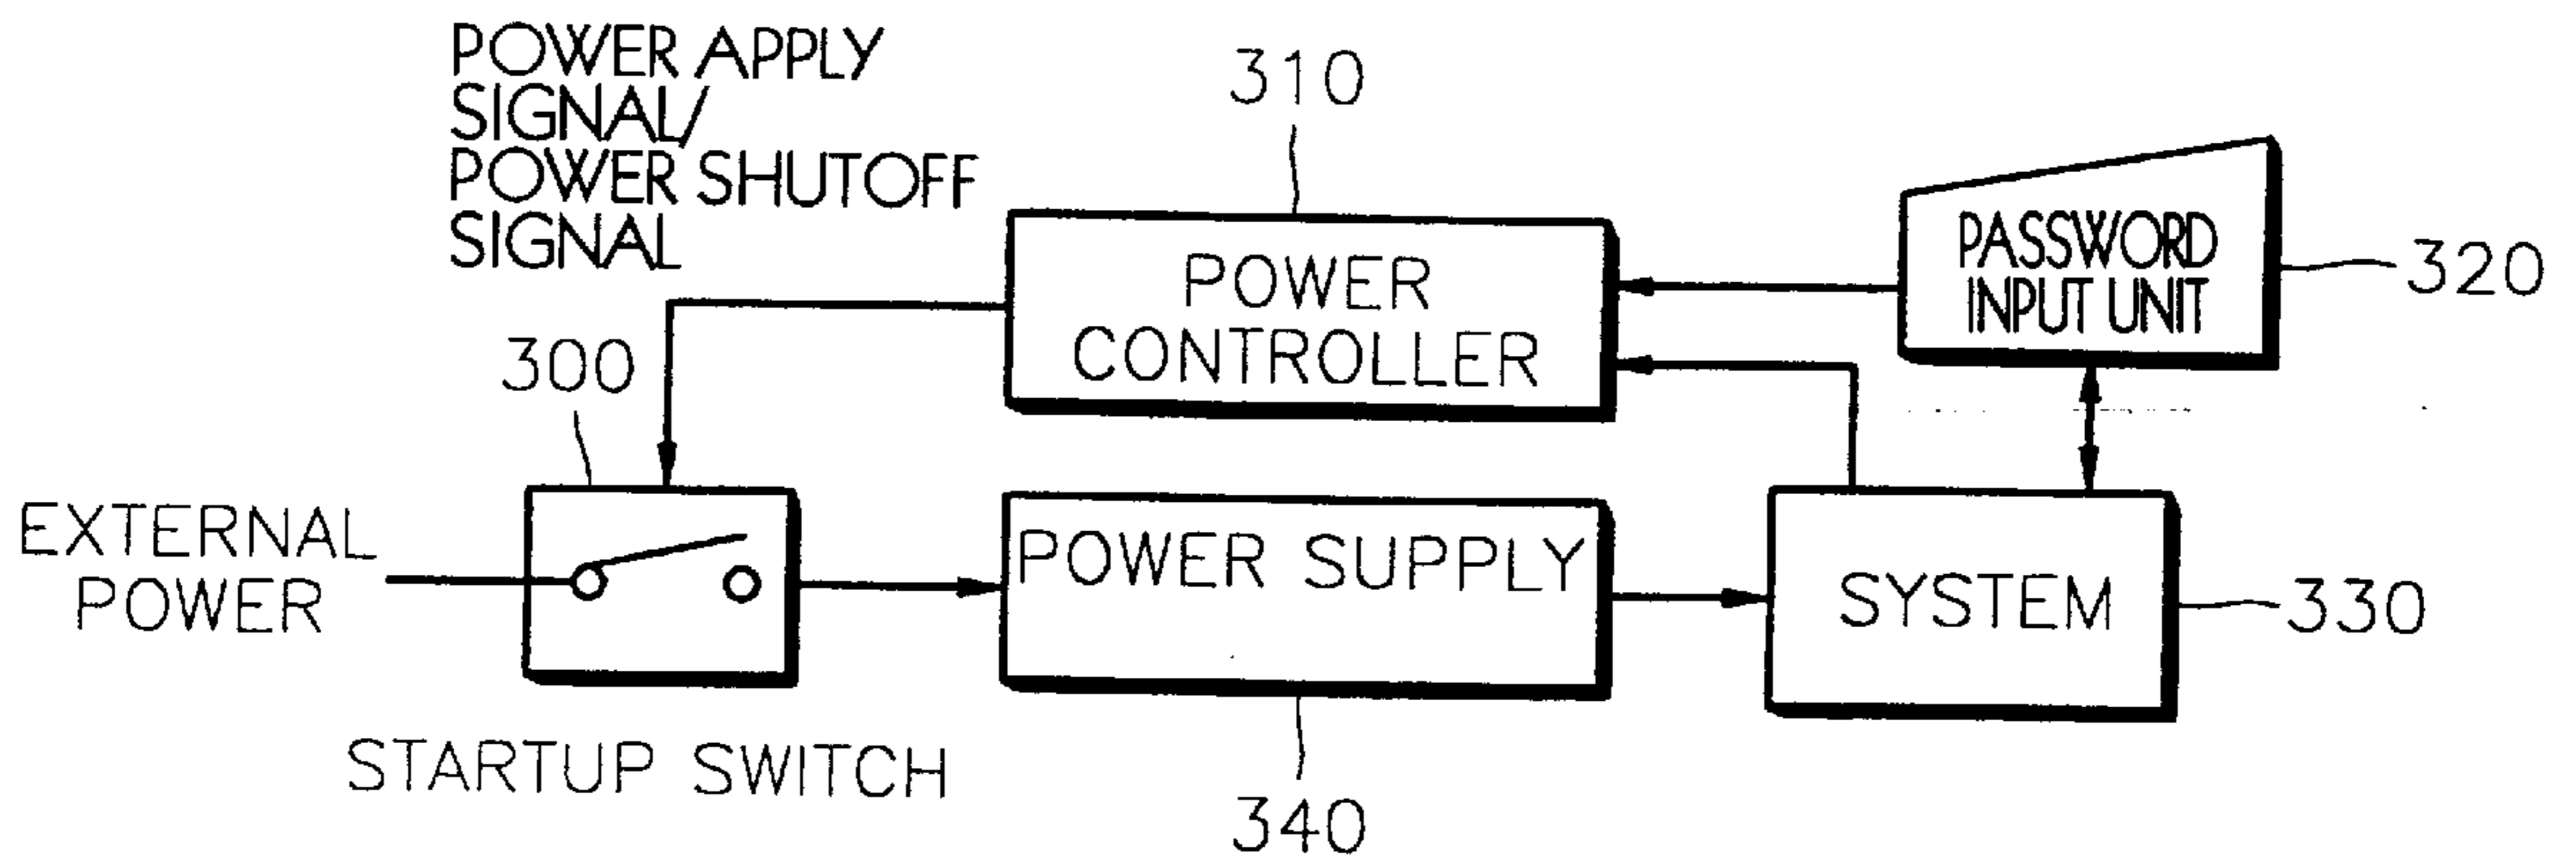 POWER APPLY
SIGNAL/
POWER SHUTOFF
SIGNAL
310
PASSWORD
INPUT UNIT
320
POWER
CONTROLLER
300
EXTERNAL
POWER
POWER SUPPLY
SYSTEM
330
STARTUP SWITCH
340